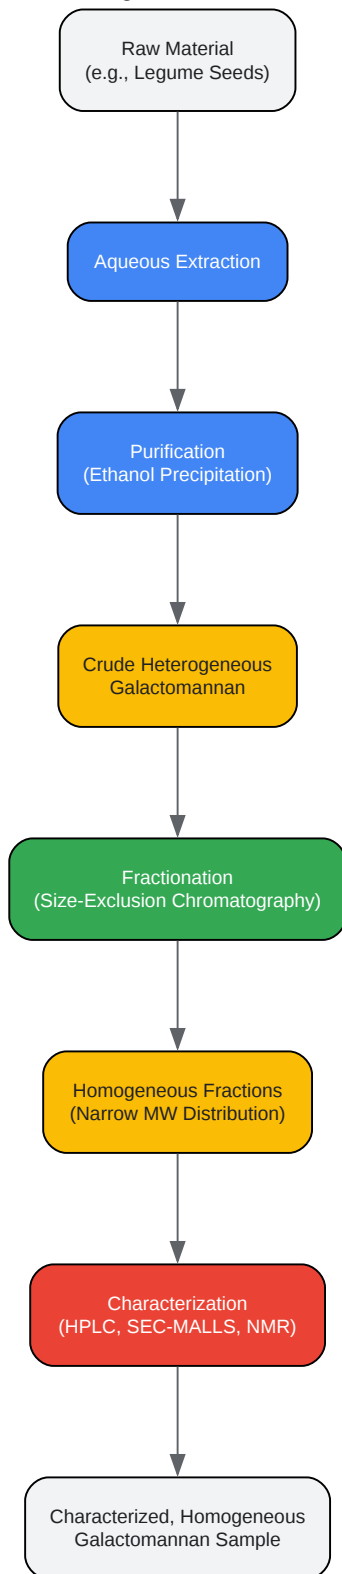 Raw Material
(e.g., Legume Seeds)
Aqueous Extraction
Purification
(Ethanol Precipitation)
Crude Heterogeneous
Galactomannan
Fractionation
(Size-Exclusion Chromatography)
Homogeneous Fractions
(Narrow MW Distribution)
Characterization
(HPLC, SEC-MALLS, NMR)
Characterized, Homogeneous
Galactomannan Sample